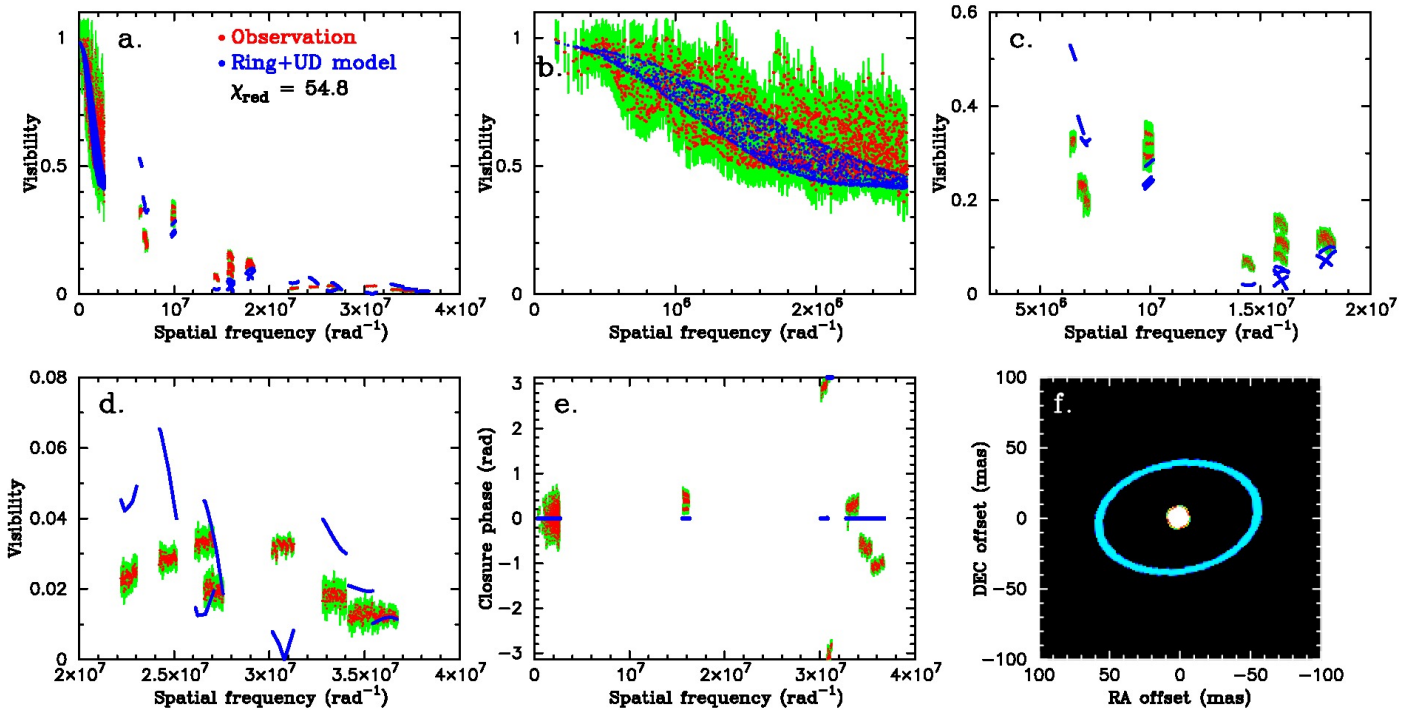 a.
• Observation
• Ring+UD model
χred = 54.8
Visibility
1
0.5
0
0 10⁷ 2×10⁷ 3×10⁷ 4×10⁷
Spatial frequency (rad⁻¹)
b.
Visibility
1
0.5
0
10⁶ 2×10⁶
Spatial frequency (rad⁻¹)
c.
Visibility
0.6
0.4
0.2
0
5×10⁶ 10⁷ 1.5×10⁷ 2×10⁷
Spatial frequency (rad⁻¹)
d.
Visibility
0.08
0.06
0.04
0.02
0
2×10⁷ 2.5×10⁷ 3×10⁷ 3.5×10⁷ 4×10⁷
Spatial frequency (rad⁻¹)
e.
Closure phase (rad)
3
2
1
0
−1
−2
−3
0 10⁷ 2×10⁷ 3×10⁷ 4×10⁷
Spatial frequency (rad⁻¹)
f.
DEC offset (mas)
100
50
0
−50
−100
100 50 0 −50 −100
RA offset (mas)